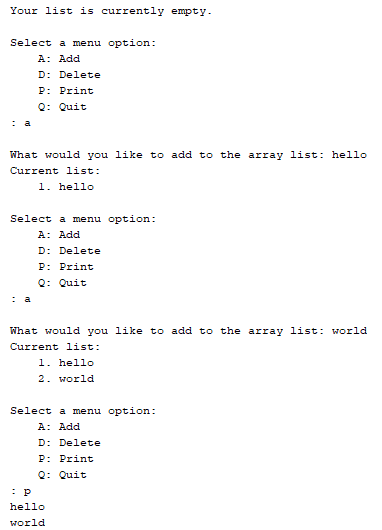 Your list is currently empty.
Select a menu option:
A: Add
D: Delete
P: Print
Q: Quit
: a
What would you like to add to the array list: hello
Current list:
1. hello
Select a menu option:
A: Add
D: Delete
P: Print
Q: Quit
: a
What would you like to add to the array list: world
Current list:
1. hello
2. world
Select a menu option:
A: Add
D: Delete
P: Print
Q: Quit
: p
hello
world